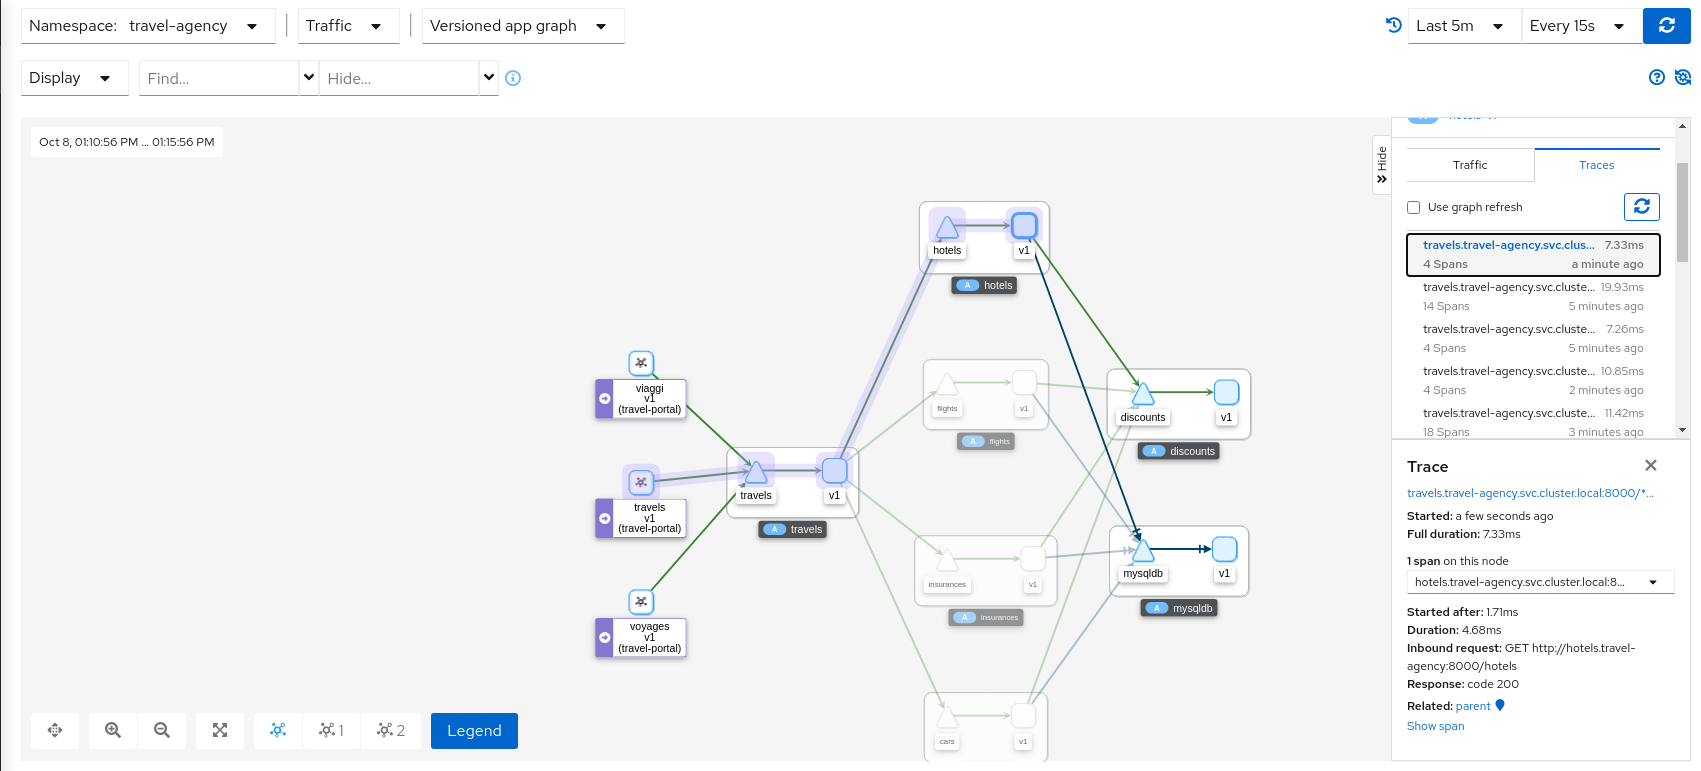 Namespace: travel-agency
Traffic
Versioned app graph
Last 5m
Every 15s
Display
Find...
Hide...
Oct 8, 01:10:56 PM ... 01:15:56 PM
Hide
hotels
v1
A hotels
viaggi
v1
(travel-portal)
travels
v1
(travel-portal)
voyages
v1
(travel-portal)
travels
v1
A travels
flights
v1
A flights
discounts
v1
A discounts
insurances
v1
A insurances
mysqldb
v1
A mysqldb
cars
v1
1
2
Legend
Traffic
Traces
Use graph refresh
travels.travel-agency.svc.clus... 7.33ms
4 Spans a minute ago
travels.travel-agency.svc.cluste... 19.93ms
14 Spans 5 minutes ago
travels.travel-agency.svc.cluste... 7.26ms
4 Spans 5 minutes ago
travels.travel-agency.svc.cluste... 10.85ms
4 Spans 2 minutes ago
travels.travel-agency.svc.cluste... 11.42ms
18 Spans 3 minutes ago
Trace
travels.travel-agency.svc.cluster.local:8000/*...
Started: a few seconds ago
Full duration: 7.33ms
1 span on this node
hotels.travel-agency.svc.cluster.local:8...
Started after: 1.71ms
Duration: 4.68ms
Inbound request: GET http://hotels.travel-
agency:8000/hotels
Response: code 200
Related: parent
Show span